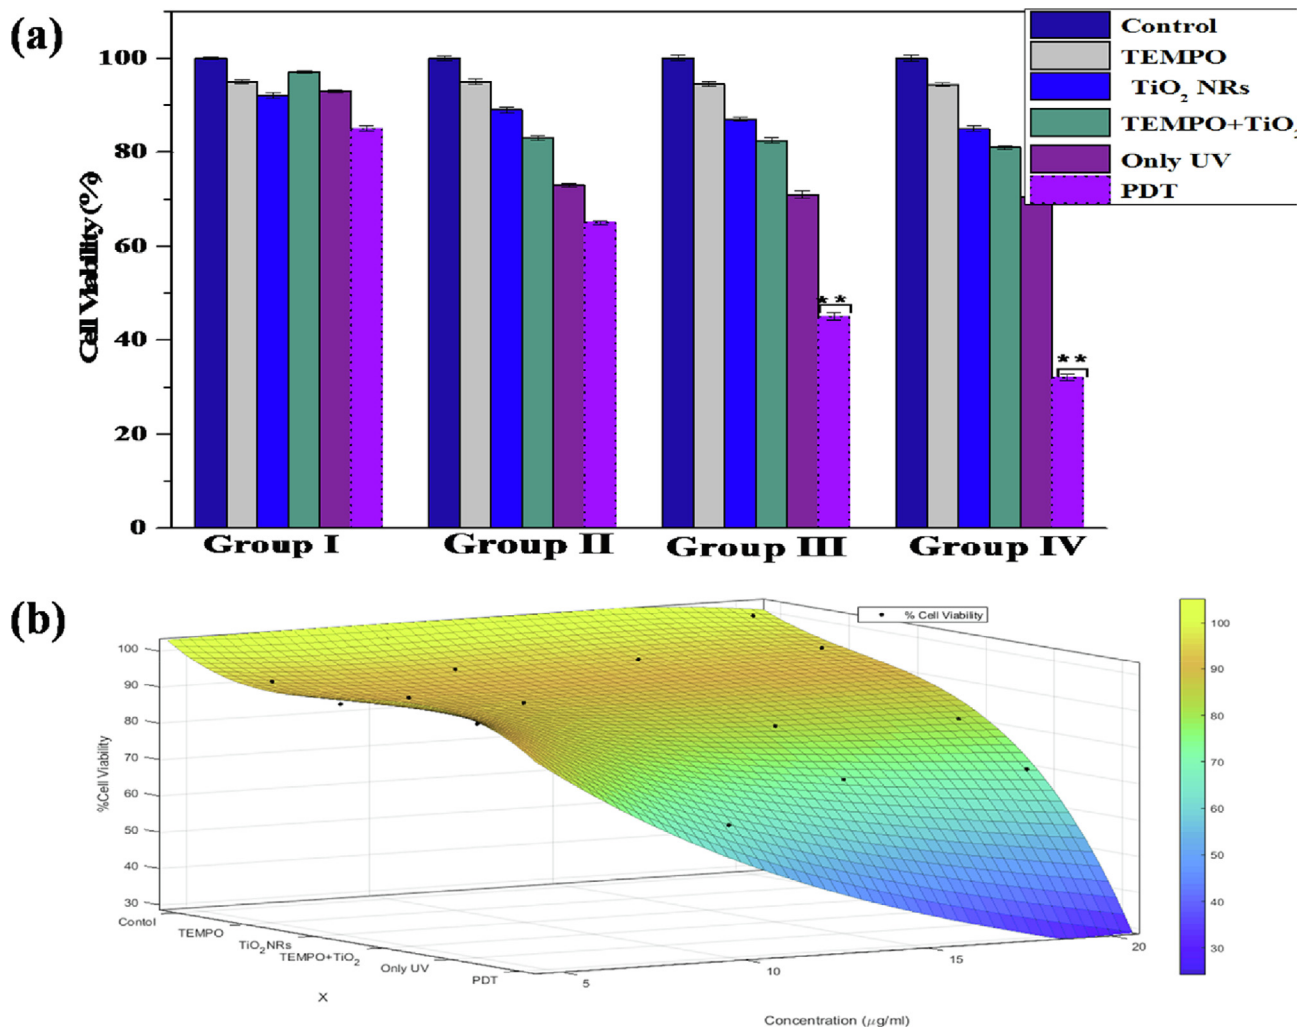 (a)
Control
TEMPO
TiO₂ NRs
TEMPO+TiO₂
Only UV
PDT
100
80
60
40
20
0
Cell Viability (%)
**
**
Group I
Group II
Group III
Group IV
(b)
% Cell Viability
100
90
80
70
60
50
40
30
%Cell Viability
Contol
TEMPO
TiO₂NRs
TEMPO+TiO₂
Only UV
PDT
X
5
10
15
20
Concentration (μg/ml)
100
90
80
70
60
50
40
30